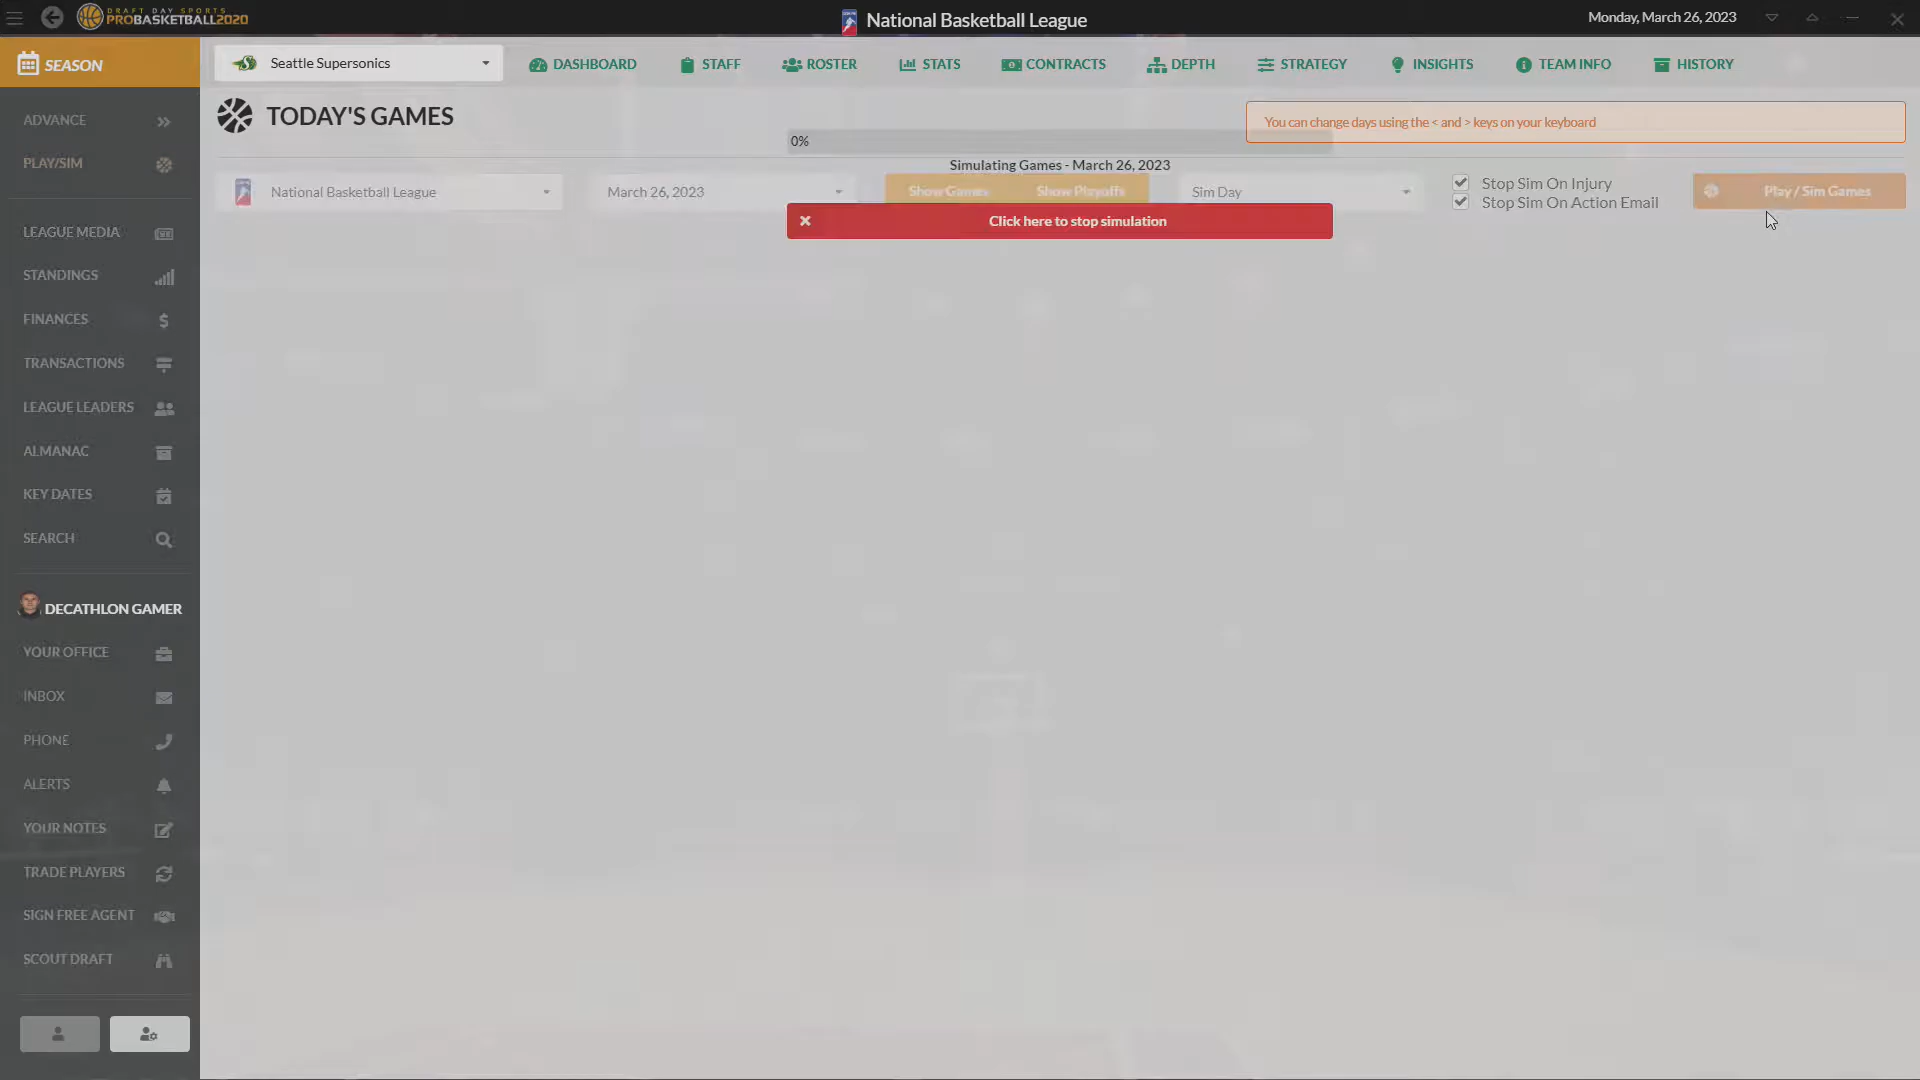 DRAFT DAY SPORTS
PROBASKETBALL2020
National Basketball League
Monday, March 26, 2023
SEASON
Seattle Supersonics
DASHBOARD
STAFF
ROSTER
STATS
CONTRACTS
DEPTH
STRATEGY
INSIGHTS
TEAM INFO
HISTORY
ADVANCE
PLAY/SIM
LEAGUE MEDIA
STANDINGS
FINANCES
TRANSACTIONS
LEAGUE LEADERS
ALMANAC
KEY DATES
SEARCH
DECATHLON GAMER
YOUR OFFICE
INBOX
PHONE
ALERTS
YOUR NOTES
TRADE PLAYERS
SIGN FREE AGENT
SCOUT DRAFT
TODAY'S GAMES
You can change days using the < and > keys on your keyboard
0%
Simulating Games - March 26, 2023
National Basketball League
March 26, 2023
Show Games
Show Playoffs
Sim Day
Stop Sim On Injury
Stop Sim On Action Email
Play / Sim Games
Click here to stop simulation